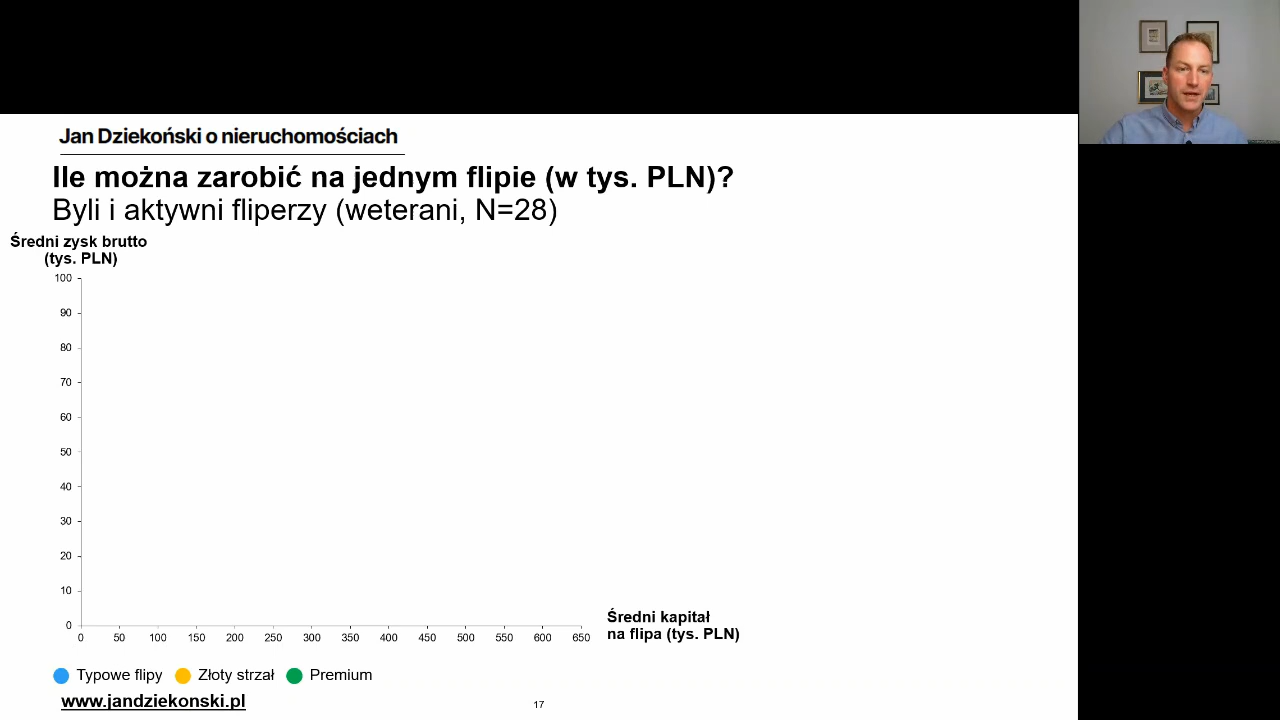 Jan Dziekoński o nieruchomościach
Ile można zarobić na jednym flipie (w tys. PLN)?
Byli i aktywni fliperzy (weterani, N=28)
Średni zysk brutto
(tys. PLN)
100
90
80
70
60
50
40
30
20
10
0
0 50 100 150 200 250 300 350 400 450 500 550 600 650
Średni kapitał
na flipa (tys. PLN)
Typowe flipy Złoty strzał Premium
www.jandziekonski.pl
17